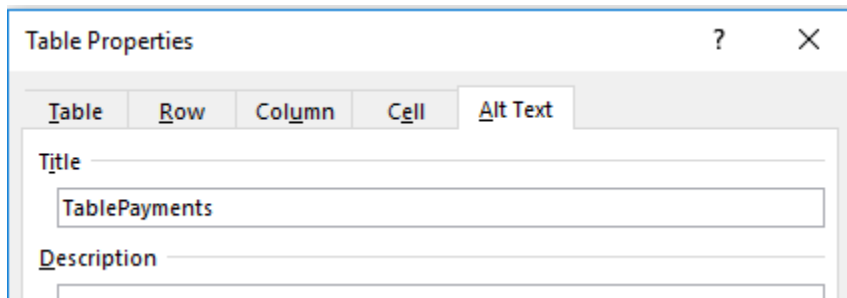 Table Properties ? ×
Table Row Column Cell Alt Text
Title
TablePayments
Description